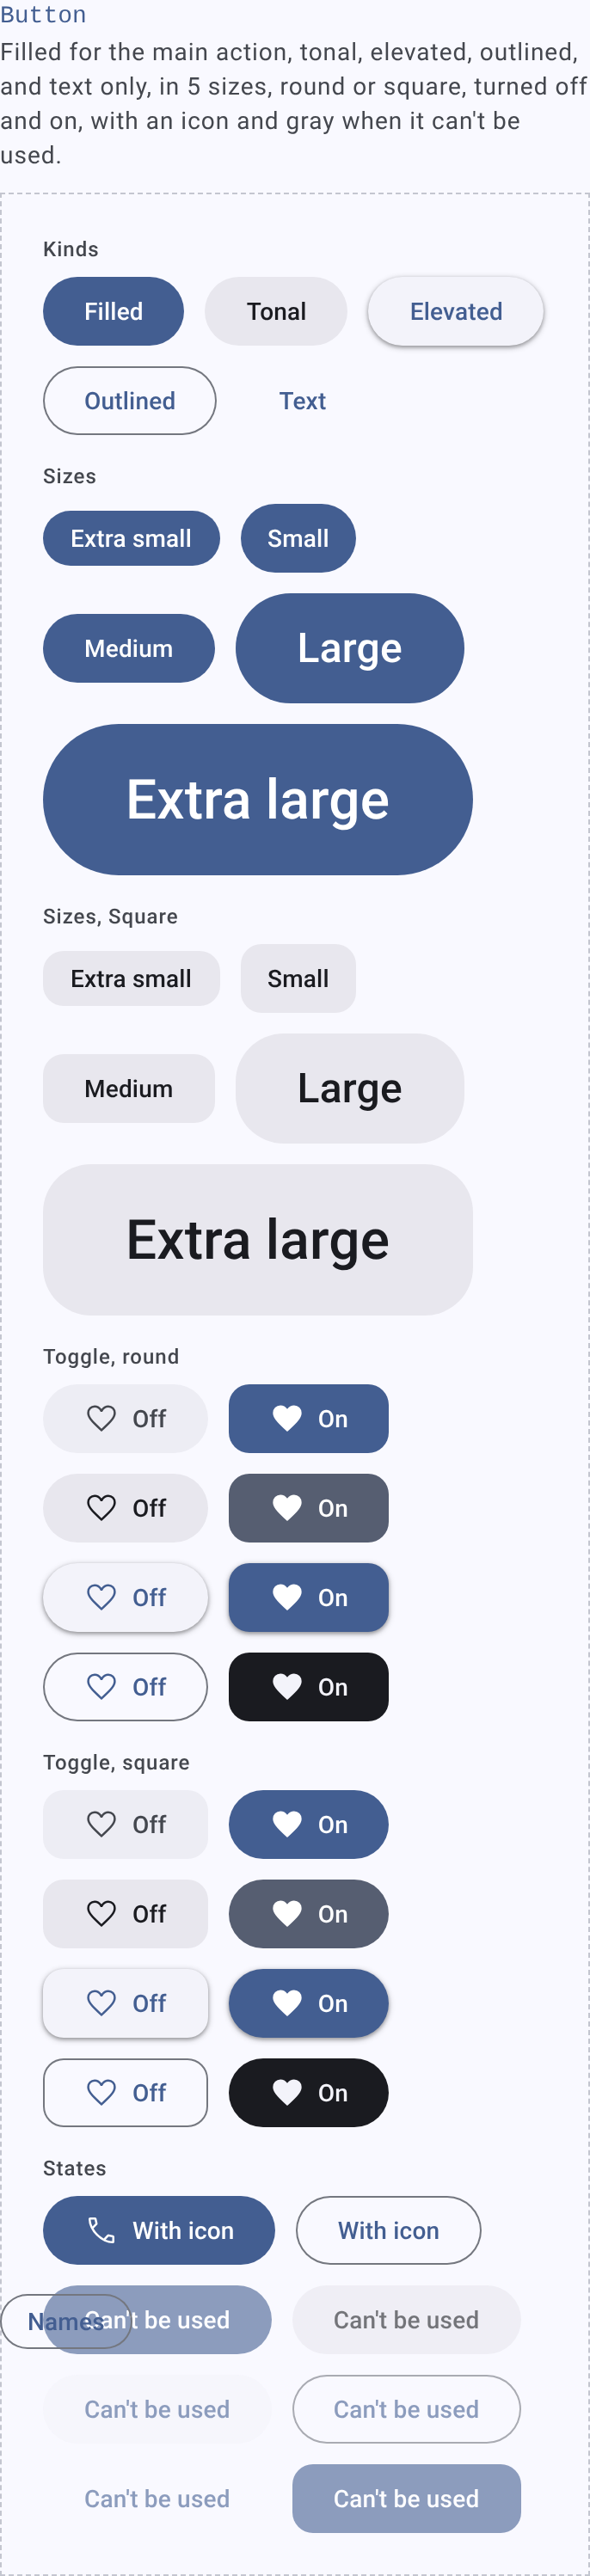 Button
Filled for the main action, tonal, elevated, outlined,
and text only, in 5 sizes, round or square, turned off
and on, with an icon and gray when it can't be
used.
Kinds
Filled Tonal Elevated
Outlined Text
Sizes
Extra small Small
Medium Large
Extra large
Sizes, Square
Extra small Small
Medium Large
Extra large
Toggle, round
Off On
Off On
Off On
Off On
Toggle, square
Off On
Off On
Off On
Off On
States
With icon With icon
Names Can't be used Can't be used
Can't be used Can't be used
Can't be used Can't be used